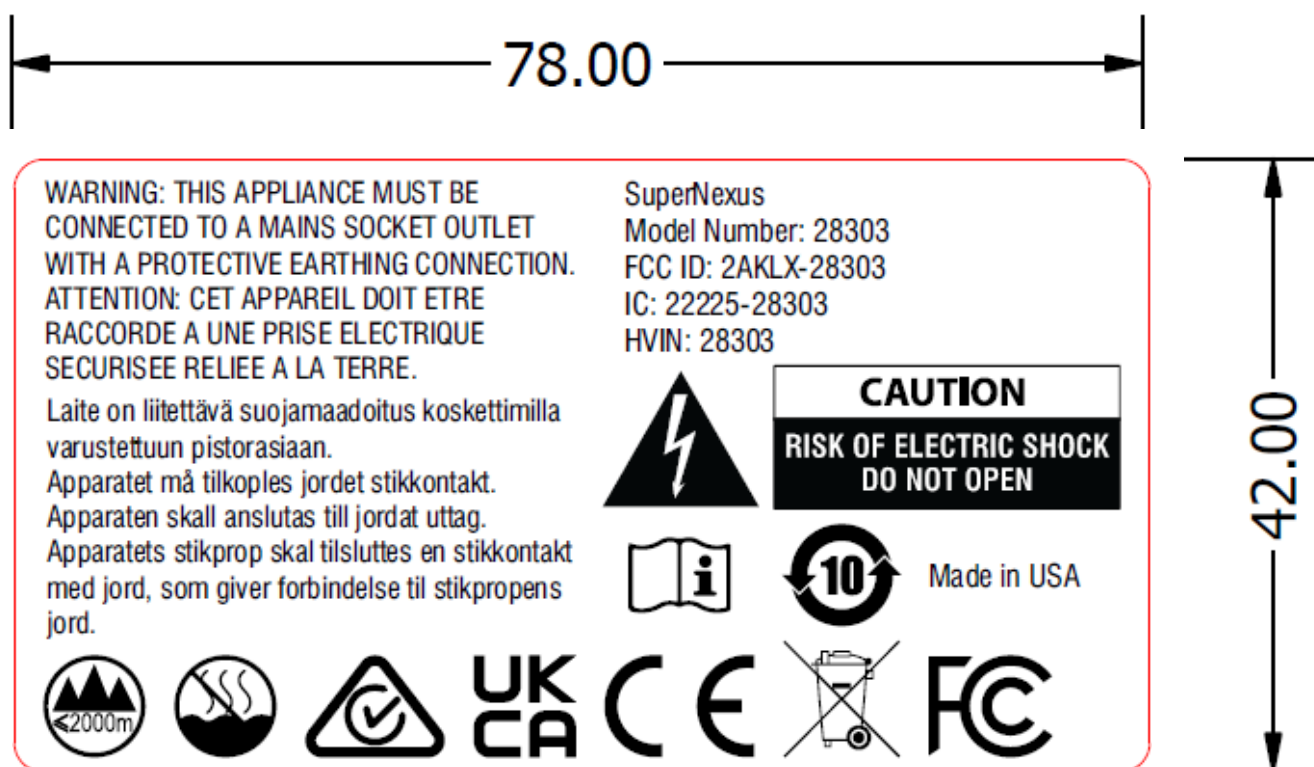 78.00
WARNING: THIS APPLIANCE MUST BE
CONNECTED TO A MAINS SOCKET OUTLET
WITH A PROTECTIVE EARTHING CONNECTION.
ATTENTION: CET APPAREIL DOIT ETRE
RACCORDE A UNE PRISE ELECTRIQUE
SECURISEE RELIEE A LA TERRE.
Laite on liitettävä suojamaadoitus koskettimilla
varustettuun pistorasiaan.
Apparatet må tilkoples jordet stikkontakt.
Apparaten skall anslutas till jordat uttag.
Apparatets stikprop skal tilsluttes en stikkontakt
med jord, som giver forbindelse til stikpropens
jord.
SuperNexus
Model Number: 28303
FCC ID: 2AKLX-28303
IC: 22225-28303
HVIN: 28303
CAUTION
RISK OF ELECTRIC SHOCK
DO NOT OPEN
i
10
Made in USA
≤2000m
UK
CA
CE
FC
42.00